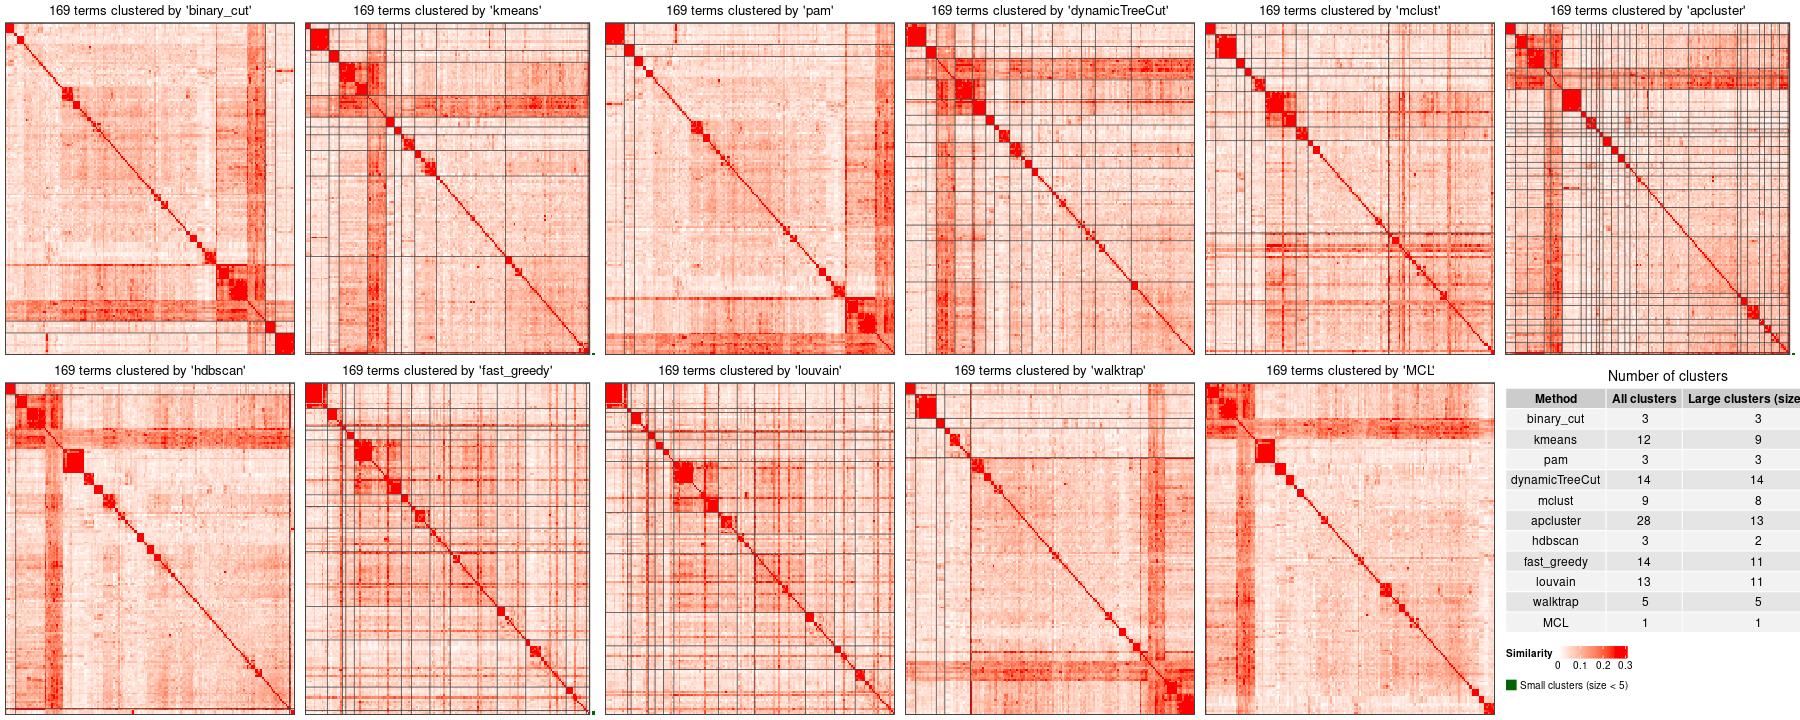 169 terms clustered by 'binary_cut'
169 terms clustered by 'kmeans'
169 terms clustered by 'pam'
169 terms clustered by 'dynamicTreeCut'
169 terms clustered by 'mclust'
169 terms clustered by 'apcluster'
169 terms clustered by 'hdbscan'
169 terms clustered by 'fast_greedy'
169 terms clustered by 'louvain'
169 terms clustered by 'walktrap'
169 terms clustered by 'MCL'
Number of clusters
Method All clusters Large clusters (size
binary_cut 3 3
kmeans 12 9
pam 3 3
dynamicTreeCut 14 14
mclust 9 8
apcluster 28 13
hdbscan 3 2
fast_greedy 14 11
louvain 13 11
walktrap 5 5
MCL 1 1
Similarity
0 0.1 0.2 0.3
Small clusters (size < 5)